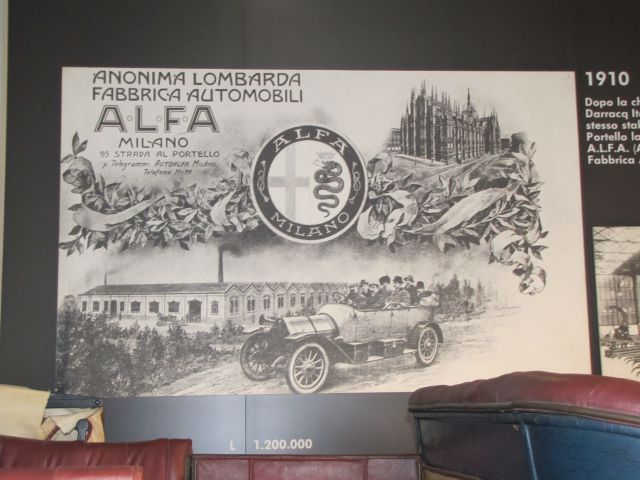 ANONIMA LOMBARDA
FABBRICA AUTOMOBILI
A·L·F·A
MILANO
95 STRADA AL PORTELLO
p. Telegrammi AUTOALFA Milano
Telefono 11-99
ALFA
MILANO
1910
Dopo la
Darracq
stesso
Portello
A.L.F.A.
Fabbrica
L 1.200.000